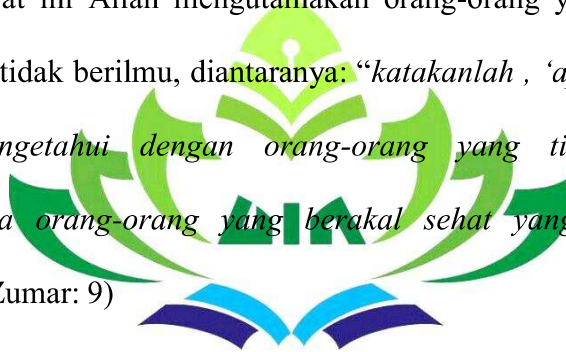 at ini Allah mengutamakan orang-orang y
tidak berilmu, diantaranya: “katakanlah , ‘a
ngetahui dengan orang-orang yang ti
a orang-orang yang berakal sehat yang
Zumar: 9)